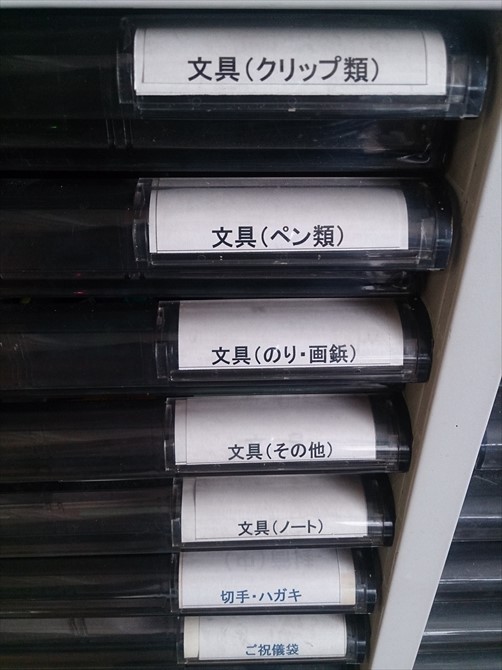 文具(クリップ類)
文具(ペン類)
文具(のり・画鋲)
文具(その他)
文具(ノート)
切手・ハガキ
ご祝儀袋